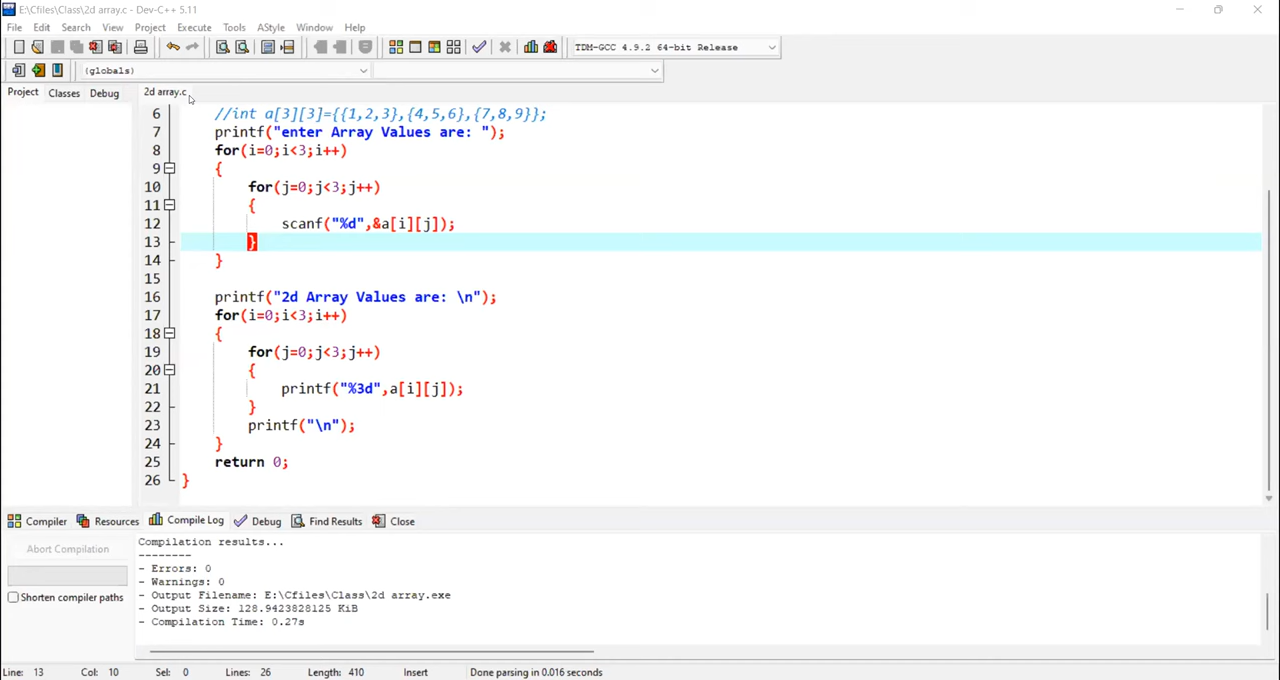 E:\Cfiles\Class\2d array.c - Dev-C++ 5.11
File Edit Search View Project Execute Tools AStyle Window Help
TDM-GCC 4.9.2 64-bit Release
(globals)
Project Classes Debug 2d array.c
6 //int a[3][3]={{1,2,3},{4,5,6},{7,8,9}};
7 printf("enter Array Values are: ");
8 for(i=0;i<3;i++)
9 {
10 for(j=0;j<3;j++)
11 {
12 scanf("%d",&a[i][j]);
13 }
14 }
15
16 printf("2d Array Values are: \n");
17 for(i=0;i<3;i++)
18 {
19 for(j=0;j<3;j++)
20 {
21 printf("%3d",a[i][j]);
22 }
23 printf("\n");
24 }
25 return 0;
26 }
Compiler Resources Compile Log Debug Find Results Close
Abort Compilation
Shorten compiler paths
Compilation results...
--------
- Errors: 0
- Warnings: 0
- Output Filename: E:\Cfiles\Class\2d array.exe
- Output Size: 128.9423828125 KiB
- Compilation Time: 0.27s
Line: 13 Col: 10 Sel: 0 Lines: 26 Length: 410 Insert Done parsing in 0.016 seconds